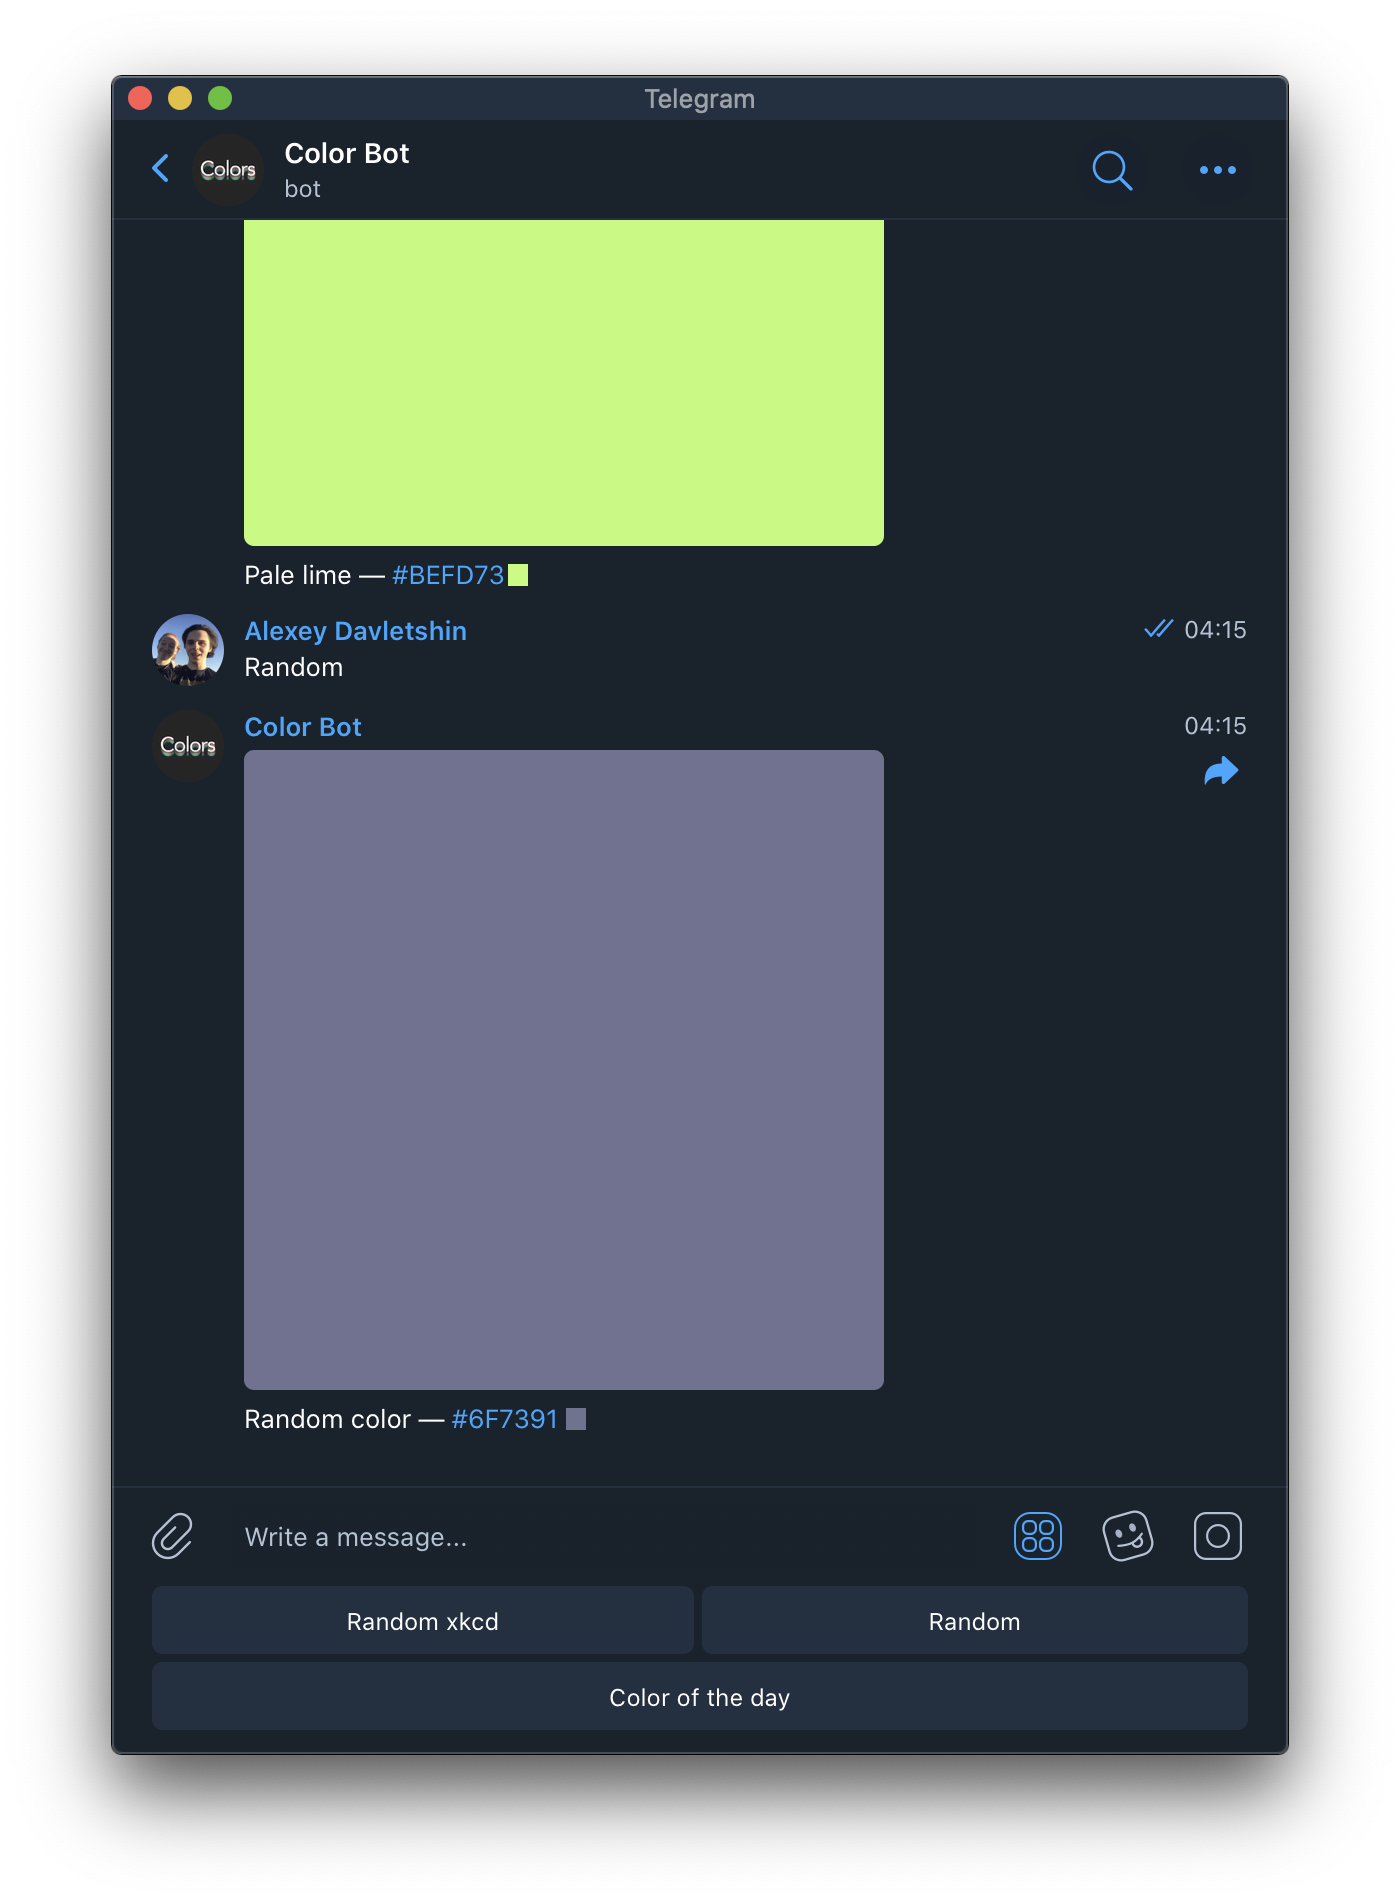 Telegram
Colors
Color Bot
bot
Pale lime — #BEFD73
Alexey Davletshin
04:15
Random
Colors
Color Bot
04:15
Random color — #6F7391
Write a message...
Random xkcd
Random
Color of the day